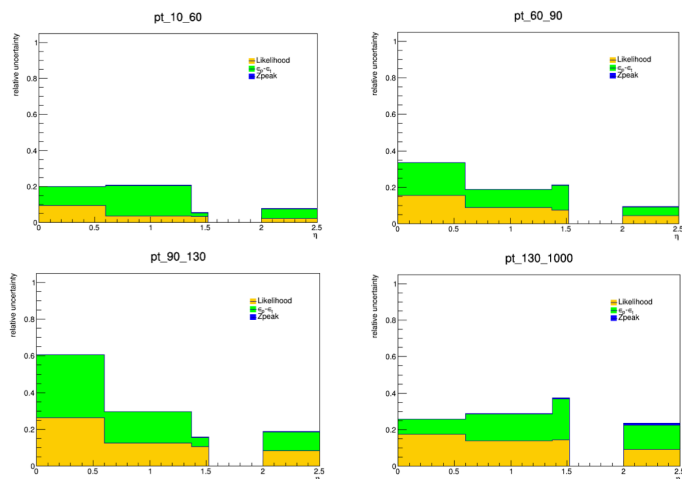 pt_10_60
relative uncertainty
1
0.8
0.6
0.4
0.2
0
Likelihood
εp-εt
Zpeak
0 0.5 1 1.5 2 2.5
η
pt_60_90
relative uncertainty
1
0.8
0.6
0.4
0.2
0
Likelihood
Zpeak
0 0.5 1 1.5 2 2.5
η
pt_90_130
relative uncertainty
1
0.8
0.6
0.4
0.2
0
Likelihood
Zpeak
0 0.5 1 1.5 2 2.5
η
pt_130_1000
relative uncertainty
1
0.8
0.6
0.4
0.2
0
Likelihood
Zpeak
0 0.5 1 1.5 2 2.5
η